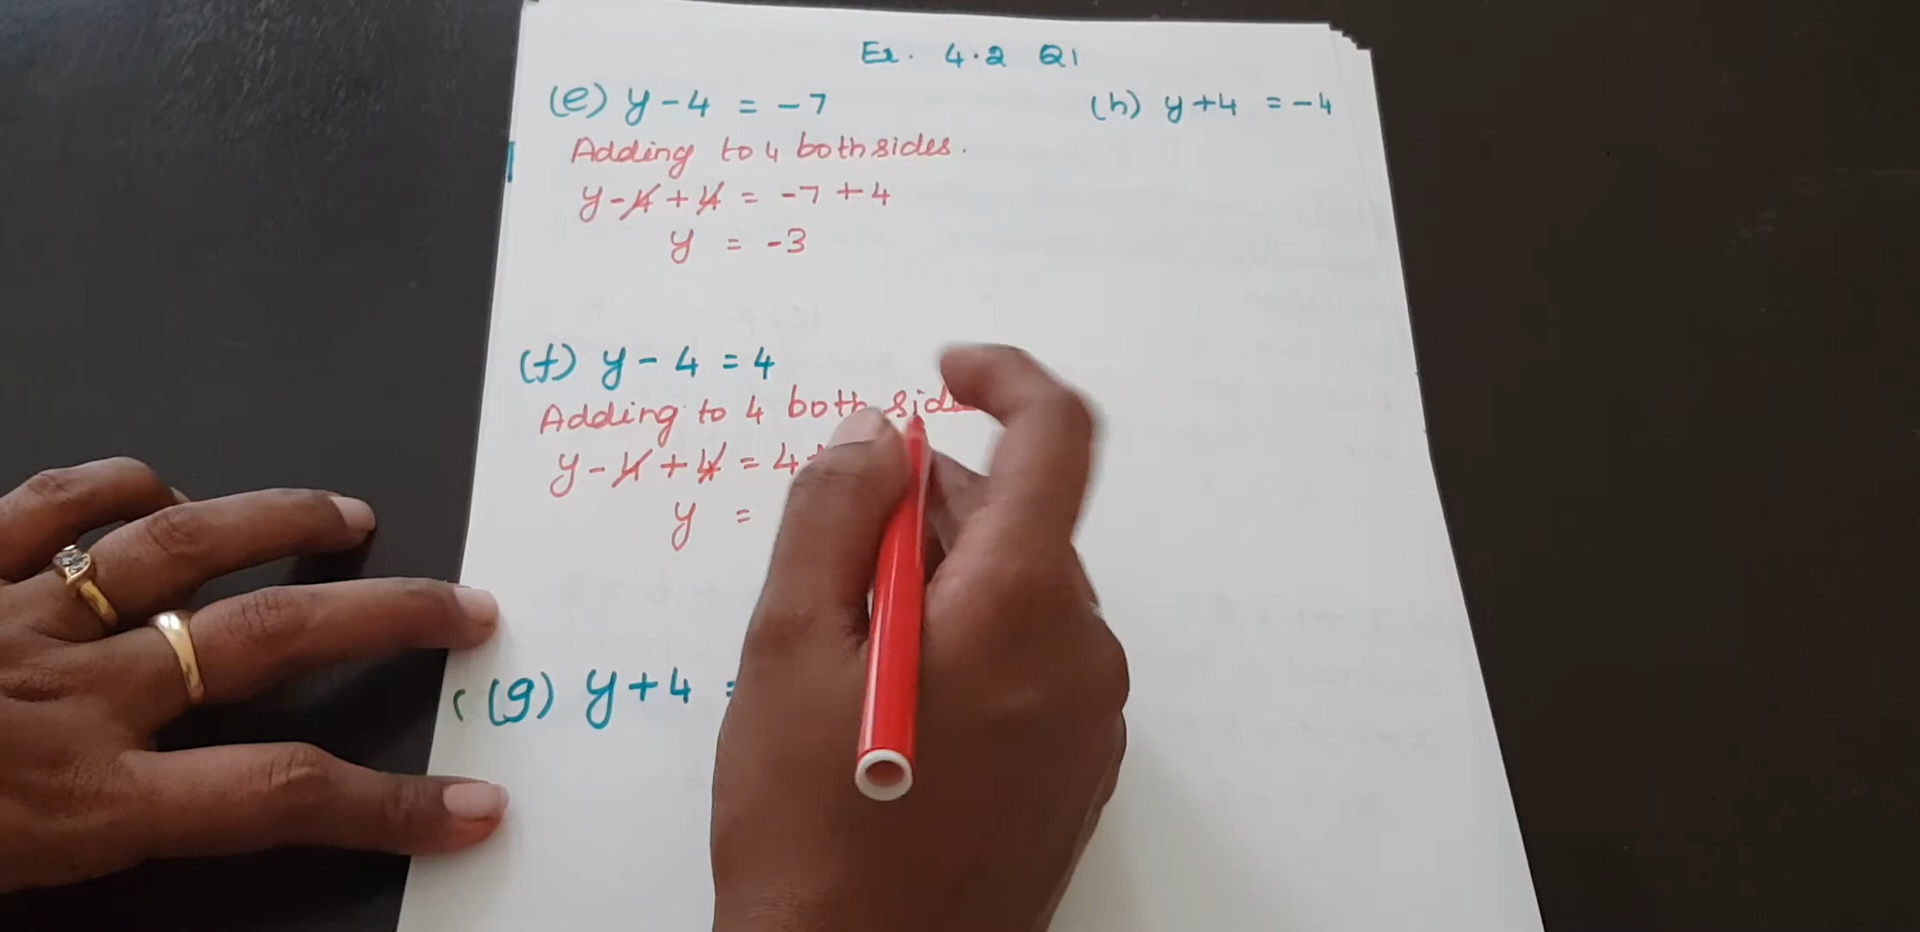 Ex. 4.2 Q1
(e) y - 4 = -7
Adding to 4 both sides.
y - 4 + 4 = -7 + 4
y = -3
(f) y - 4 = 4
Adding to 4 both
y - 4 + 4 = 4
y =
(g) y + 4 =
(h) y + 4 = -4